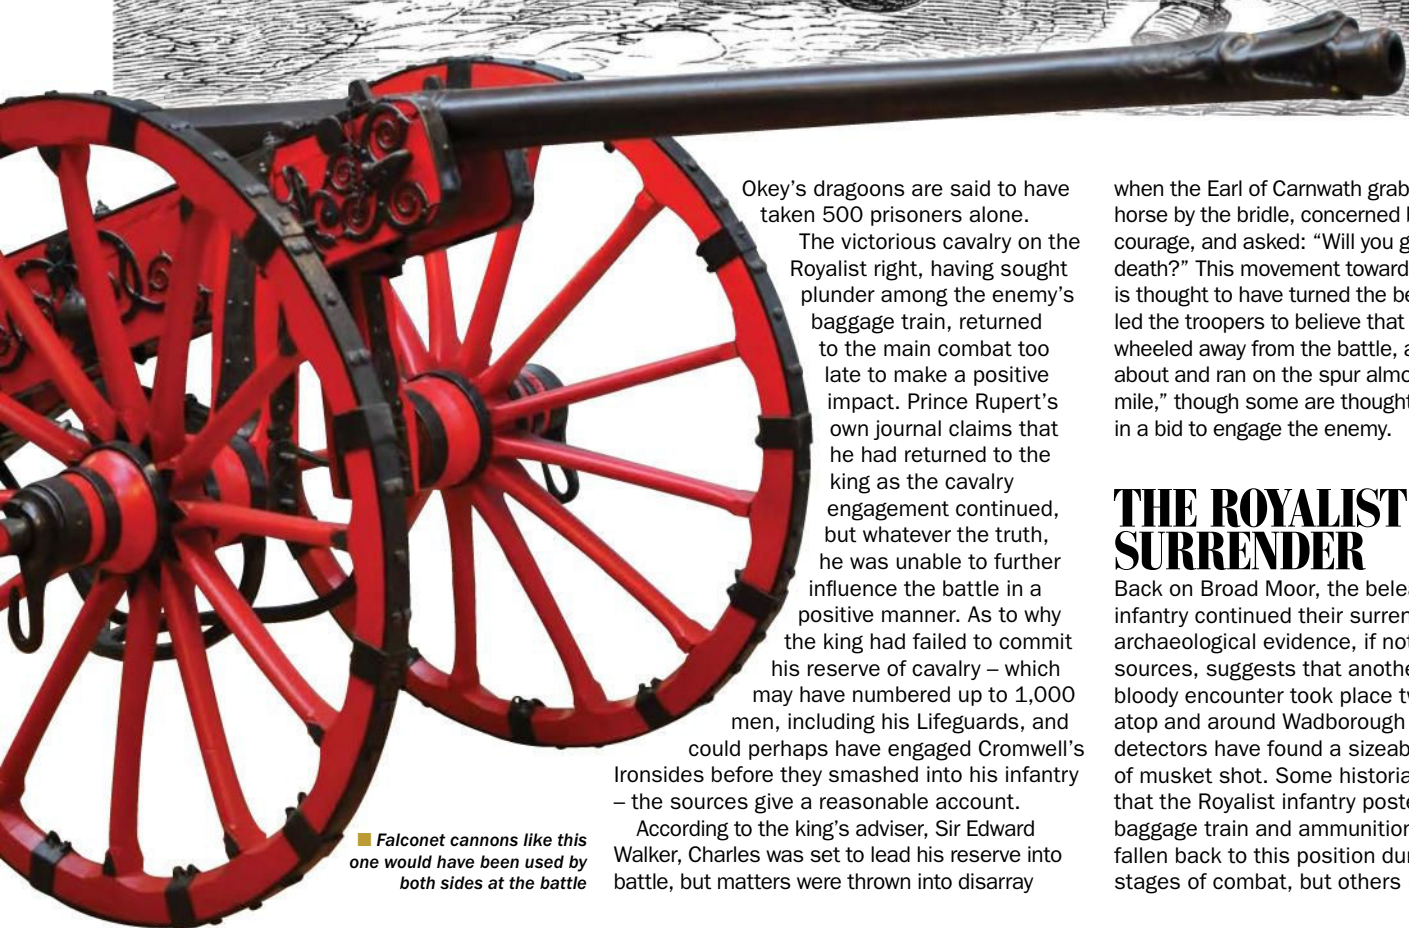 Okey's dragoons are said to have
taken 500 prisoners alone.
The victorious cavalry on the
Royalist right, having sought
plunder among the enemy's
baggage train, returned
to the main combat too
late to make a positive
impact. Prince Rupert's
own journal claims that
he had returned to the
king as the cavalry
engagement continued,
but whatever the truth,
he was unable to further
influence the battle in a
positive manner. As to why
the king had failed to commit
his reserve of cavalry – which
may have numbered up to 1,000
men, including his Lifeguards, and
could perhaps have engaged Cromwell's
Ironsides before they smashed into his infantry
– the sources give a reasonable account.
According to the king's adviser, Sir Edward
Walker, Charles was set to lead his reserve into
battle, but matters were thrown into disarray
Falconet cannons like this
one would have been used by
both sides at the battle
when the Earl of Carnwath
horse by the bridle, concerned
courage, and asked: “Will you
death?” This movement
is thought to have turned the
led the troopers to believe that
wheeled away from the battle,
about and ran on the spur
mile,” though some are thought
in a bid to engage the enemy.
THE ROYALIST
SURRENDER
Back on Broad Moor, the
infantry continued their
archaeological evidence, if
sources, suggests that
bloody encounter took place
atop and around Wadborough
detectors have found a
of musket shot. Some
that the Royalist infantry
baggage train and
fallen back to this position
stages of combat, but others